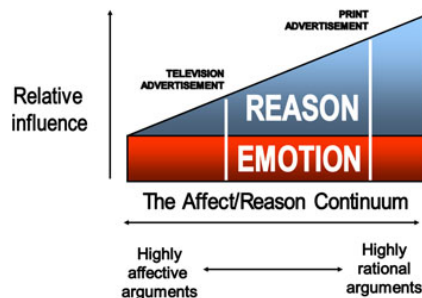 PRINT
ADVERTISEMENT
TELEVISION
ADVERTISEMENT
Relative
influence
REASON
EMOTION
The Affect/Reason Continuum
Highly
affective
arguments
Highly
rational
arguments